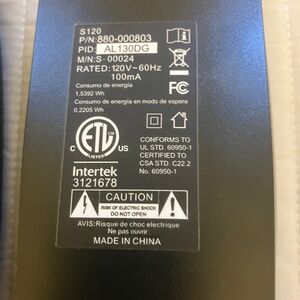 S120
P/N:880-000803
PID: AL130DG
M/N:S-00024
RATED: 120V~60Hz
100mA
Consumo de energía
1.5392 Wh
Consumo de energía en modo de espera
0.2205 Wh
FC
ETL
LISTED
C US
Intertek
3121678
CONFORMS TO
UL STD. 60950-1
CERTIFIED TO
CSA STD. C22.2
No. 60950-1
CAUTION
RISK OF ELECTRIC SHOCK
DO NOT OPEN
AVIS:Risque de choc electrique
Ne pas ouvrir
MADE IN CHINA